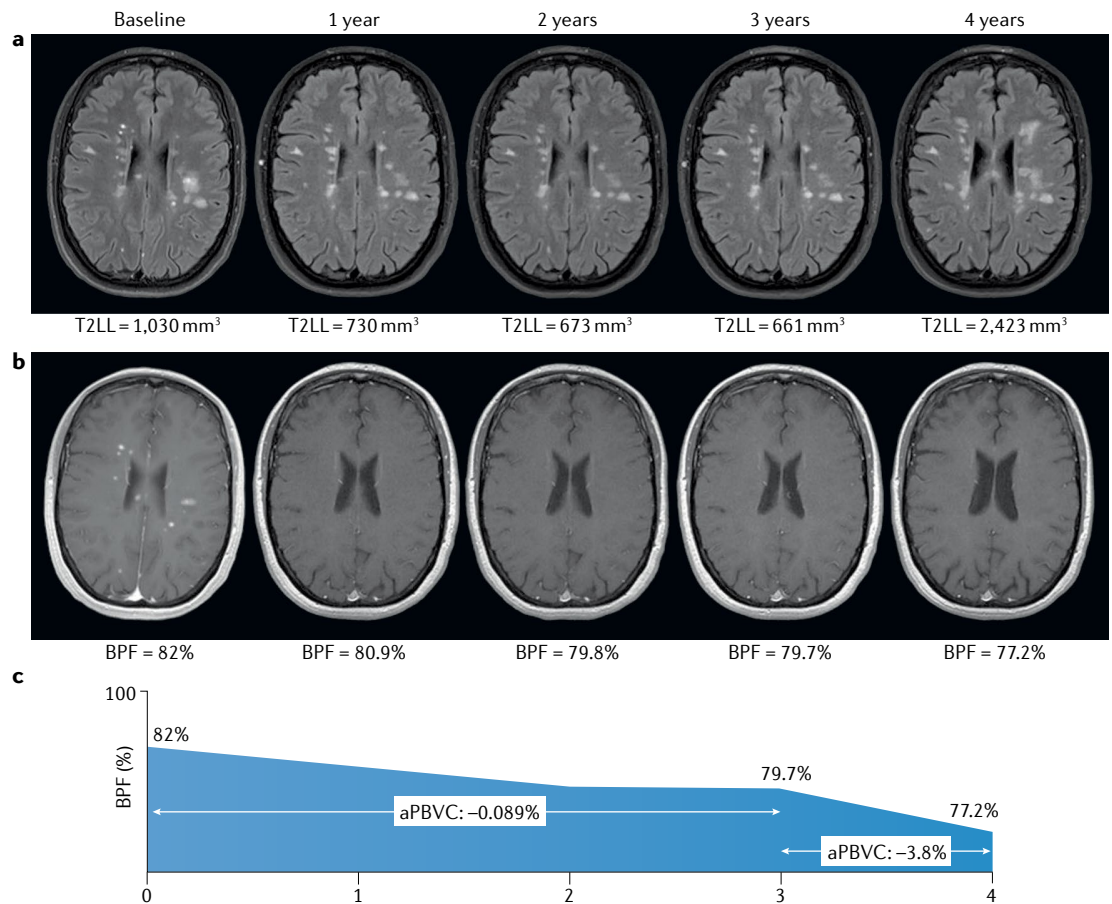 Baseline 1 year 2 years 3 years 4 years
a
T2LL = 1,030 mm³ T2LL = 730 mm³ T2LL = 673 mm³ T2LL = 661 mm³ T2LL = 2,423 mm³
b
BPF = 82% BPF = 80.9% BPF = 79.8% BPF = 79.7% BPF = 77.2%
c
100
82%
79.7%
77.2%
BPF (%)
aPBVC: –0.089%
aPBVC: –3.8%
0 1 2 3 4